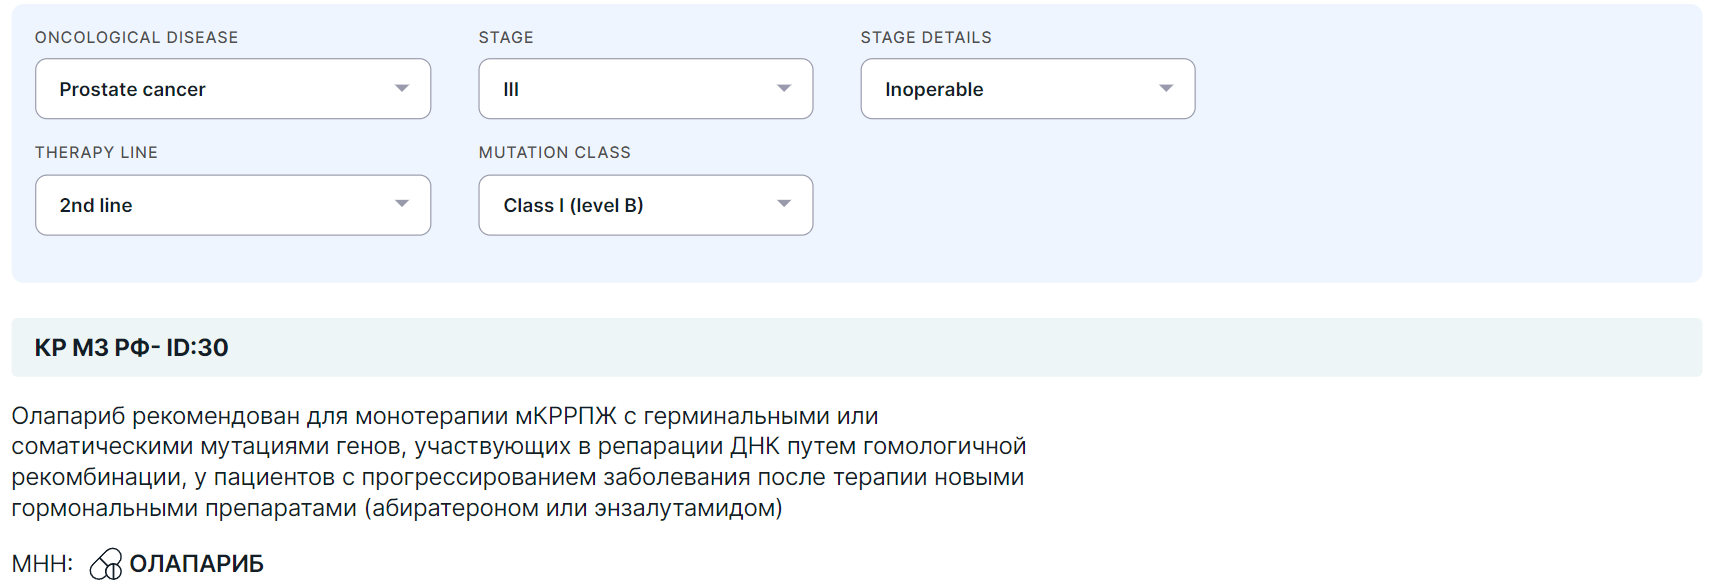 ONCOLOGICAL DISEASE STAGE STAGE DETAILS
Prostate cancer III Inoperable
THERAPY LINE MUTATION CLASS
2nd line Class I (level B)
КР МЗ РФ- ID:30
Олапариб рекомендован для монотерапии мКРРПЖ с герминальными или
соматическими мутациями генов, участвующих в репарации ДНК путем гомологичной
рекомбинации, у пациентов с прогрессированием заболевания после терапии новыми
гормональными препаратами (абиратероном или энзалутамидом)
МНН: ОЛАПАРИБ